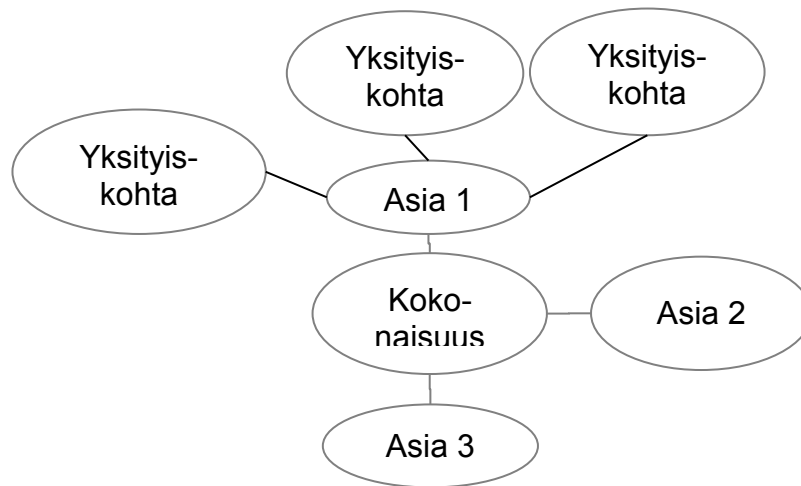 Yksityis-
kohta
Yksityis-
kohta
Yksityis-
kohta
Asia 1
Koko-
naisuus
Asia 2
Asia 3